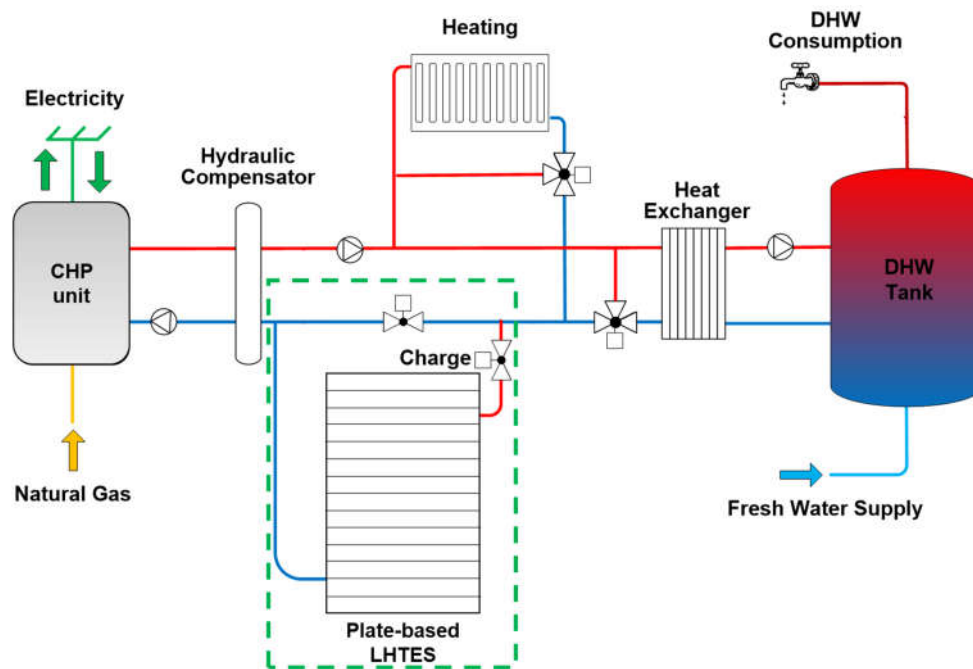 Heating
DHW
Consumption
Electricity
Hydraulic
Compensator
Heat
Exchanger
CHP
unit
DHW
Tank
Charge
Natural Gas
Fresh Water Supply
Plate-based
LHTES